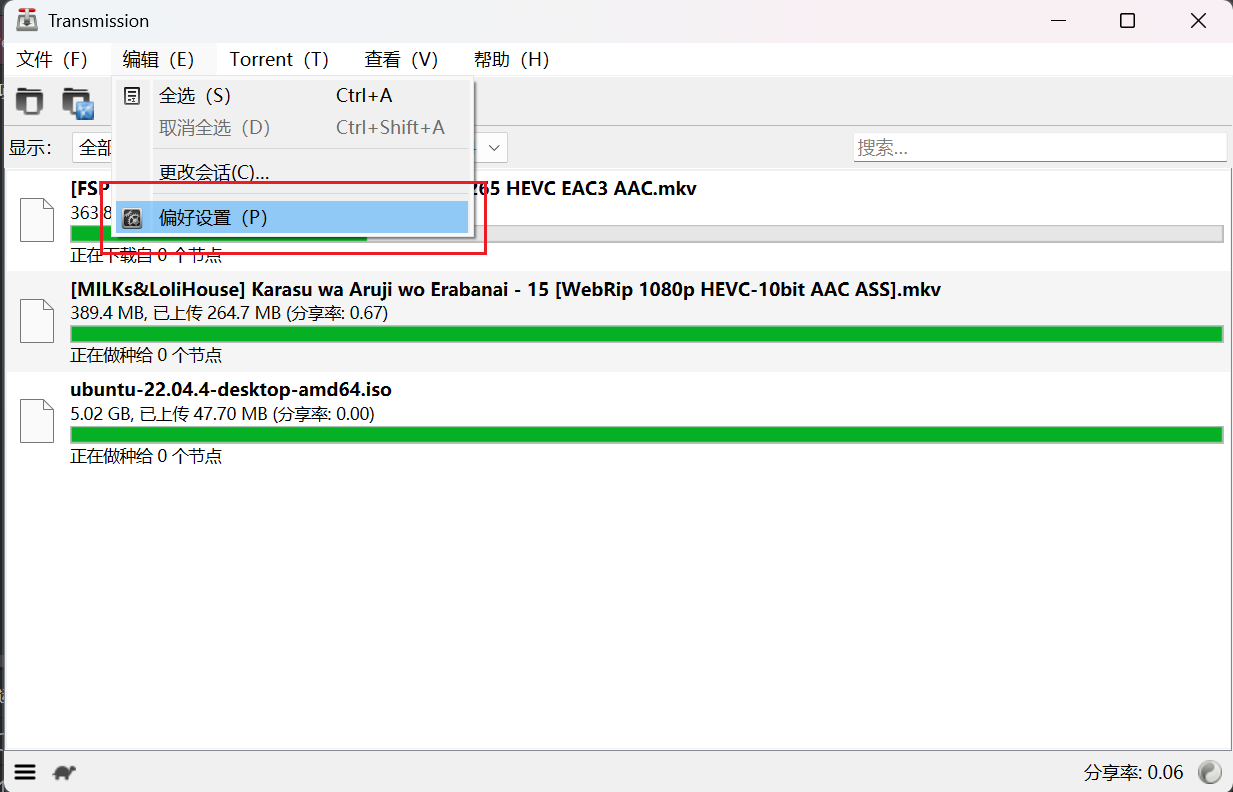 Transmission
文件（F） 编辑（E） Torrent（T） 查看（V） 帮助（H）
全选（S） Ctrl+A
取消全选（D） Ctrl+Shift+A
显示： 全部 搜索...
更改会话(C)...
[FSP 265 HEVC EAC3 AAC.mkv
363.8
偏好设置（P）
正在下载自 0 个节点
[MILKs&LoliHouse] Karasu wa Aruji wo Erabanai - 15 [WebRip 1080p HEVC-10bit AAC ASS].mkv
389.4 MB, 已上传 264.7 MB (分享率: 0.67)
正在做种给 0 个节点
ubuntu-22.04.4-desktop-amd64.iso
5.02 GB, 已上传 47.70 MB (分享率: 0.00)
正在做种给 0 个节点
分享率: 0.06